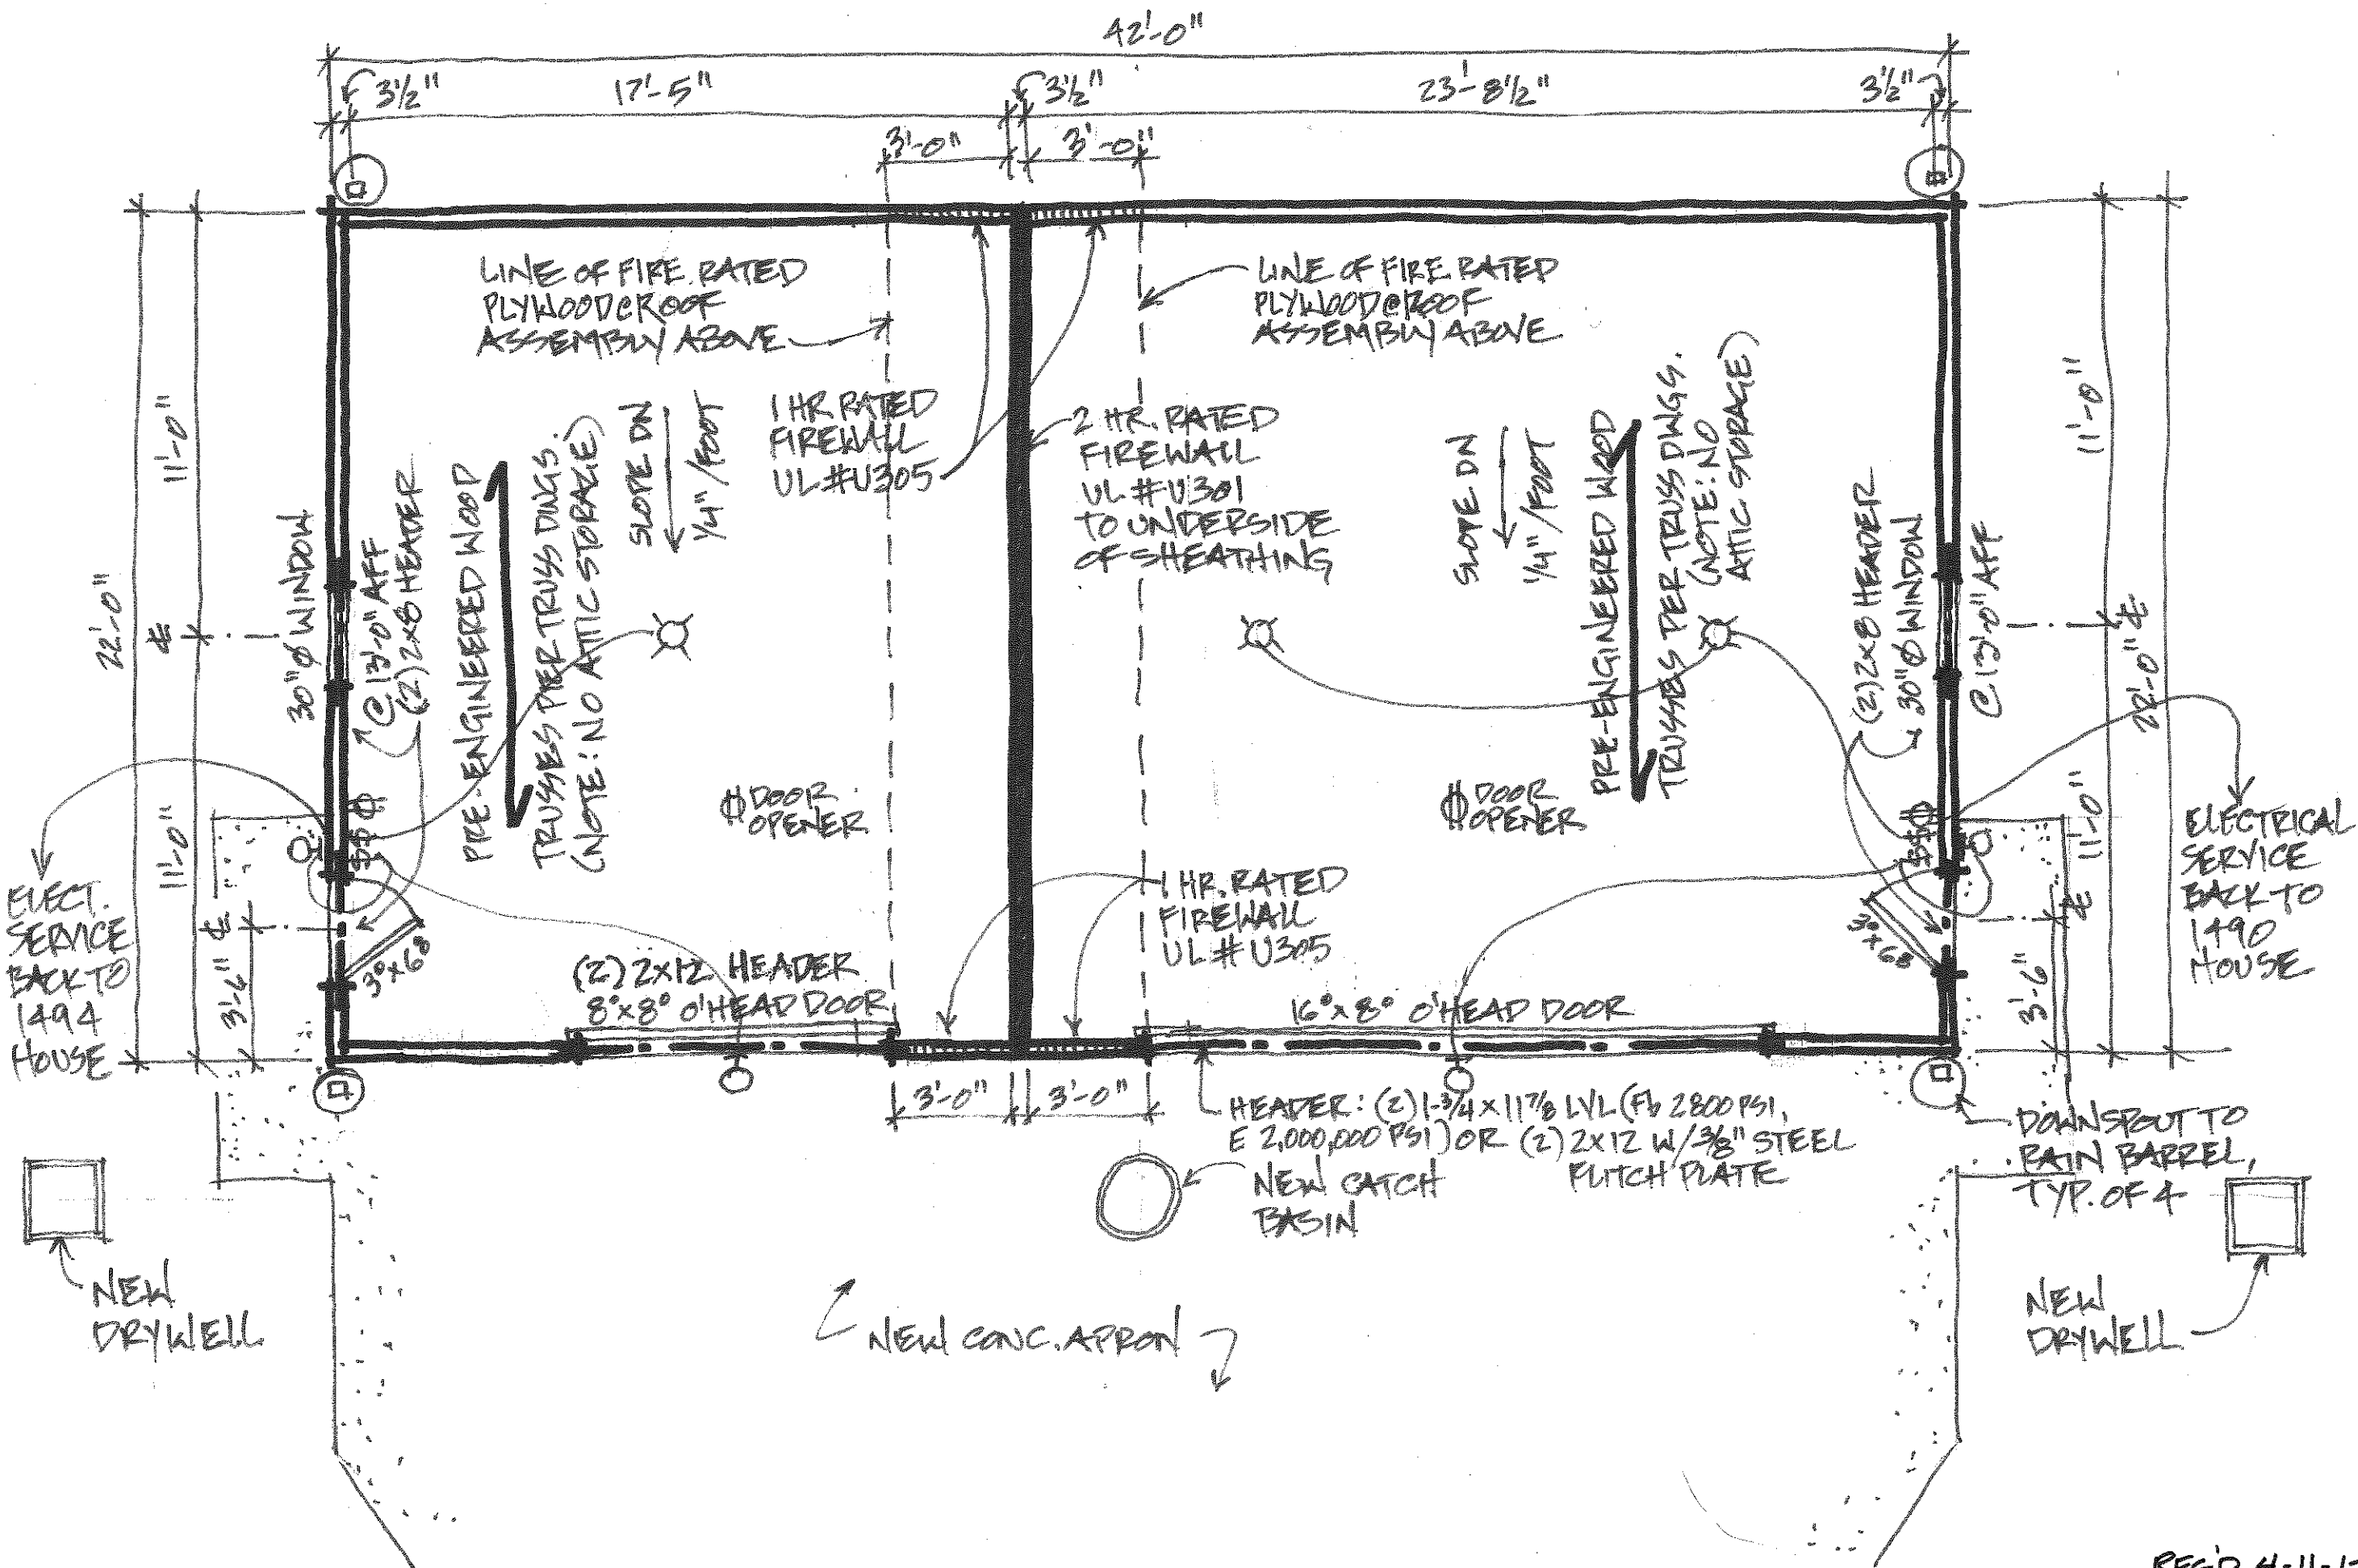 42'-0"
3½"
17'-5"
3½"
23'-8½"
3½"
3'-0"
3'-0"
LINE OF FIRE RATED
PLYWOOD @ ROOF
ASSEMBLY ABOVE
LINE OF FIRE RATED
PLYWOOD @ ROOF
ASSEMBLY ABOVE
1 HR RATED
FIREWALL
UL #U305
2 HR. RATED
FIREWALL
UL #U301
TO UNDERSIDE
OF SHEATHING
SLOPE DN
¼"/FOOT
SLOPE DN
¼"/FOOT
PRE-ENGINEERED WOOD
TRUSSES PER TRUSS DWGS.
(NOTE: NO ATTIC STORAGE)
PRE-ENGINEERED WOOD
TRUSSES PER TRUSS DWGS.
(NOTE: NO
ATTIC STORAGE)
11'-0"
22'-0"
11'-0"
3'-6"
30"Ø WINDOW
@ 13'-0" AFF
(2) 2x8 HEADER
(2) 2x8 HEADER
30"Ø WINDOW
@ 13'-0" AFF
11'-0"
22'-0"
11'-0"
3'-6"
DOOR
OPENER
DOOR
OPENER
$$
$$
ELECT.
SERVICE
BACK TO
1494
HOUSE
ELECTRICAL
SERVICE
BACK TO
1490
HOUSE
3⁰x6⁸
3⁰x6⁸
1 HR. RATED
FIREWALL
UL #U305
(2) 2x12 HEADER
8⁰x8⁰ O'HEAD DOOR
16⁰x8⁰ O'HEAD DOOR
3'-0"
3'-0"
HEADER: (2) 1-¾ x 11⅞ LVL (Fb 2800 PSI,
E 2,000,000 PSI) OR (2) 2x12 W/ ⅜" STEEL
FLITCH PLATE
NEW CATCH
BASIN
DOWNSPOUT TO
RAIN BARREL,
TYP. OF 4
NEW
DRYWELL
NEW CONC. APRON
NEW
DRYWELL